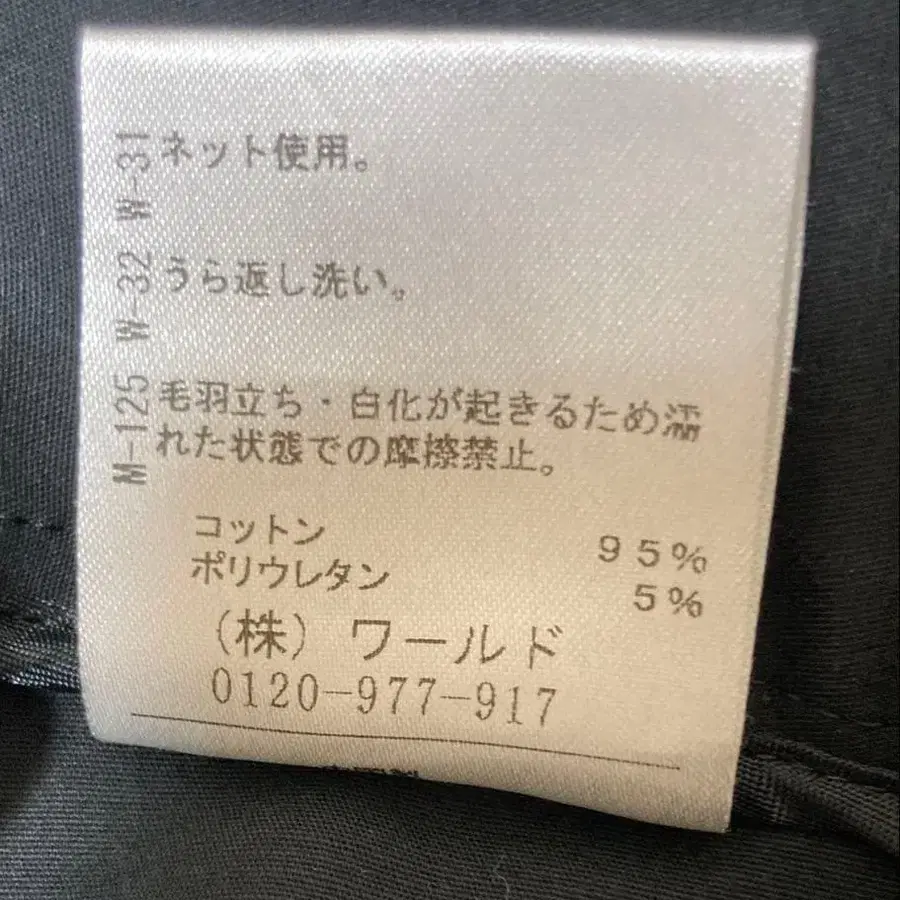 ネット使用。
うら返し洗い。
毛羽立ち・白化が起きるため濡
れた状態での摩擦禁止。
コットン 95%
ポリウレタン 5%
(株) ワールド
0120-977-917
M-125 W-32 W-31